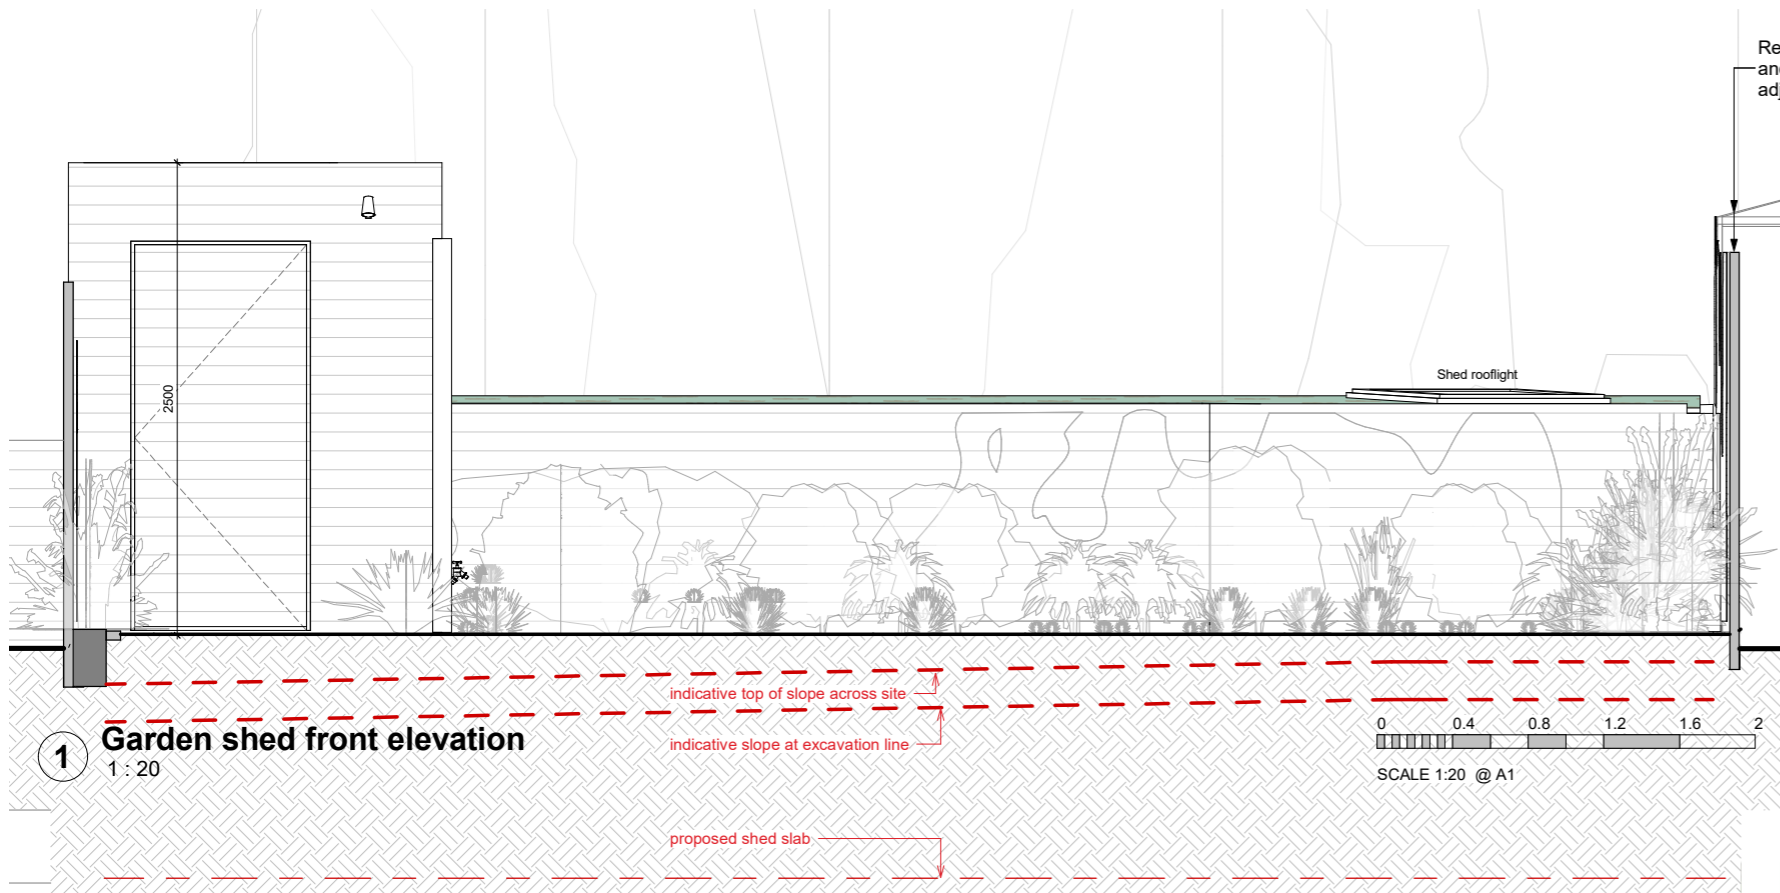 Re
and
adj
2500
Shed rooflight
indicative top of slope across site
indicative slope at excavation line
1
Garden shed front elevation
1 : 20
0 0.4 0.8 1.2 1.6 2
SCALE 1:20 @ A1
proposed shed slab